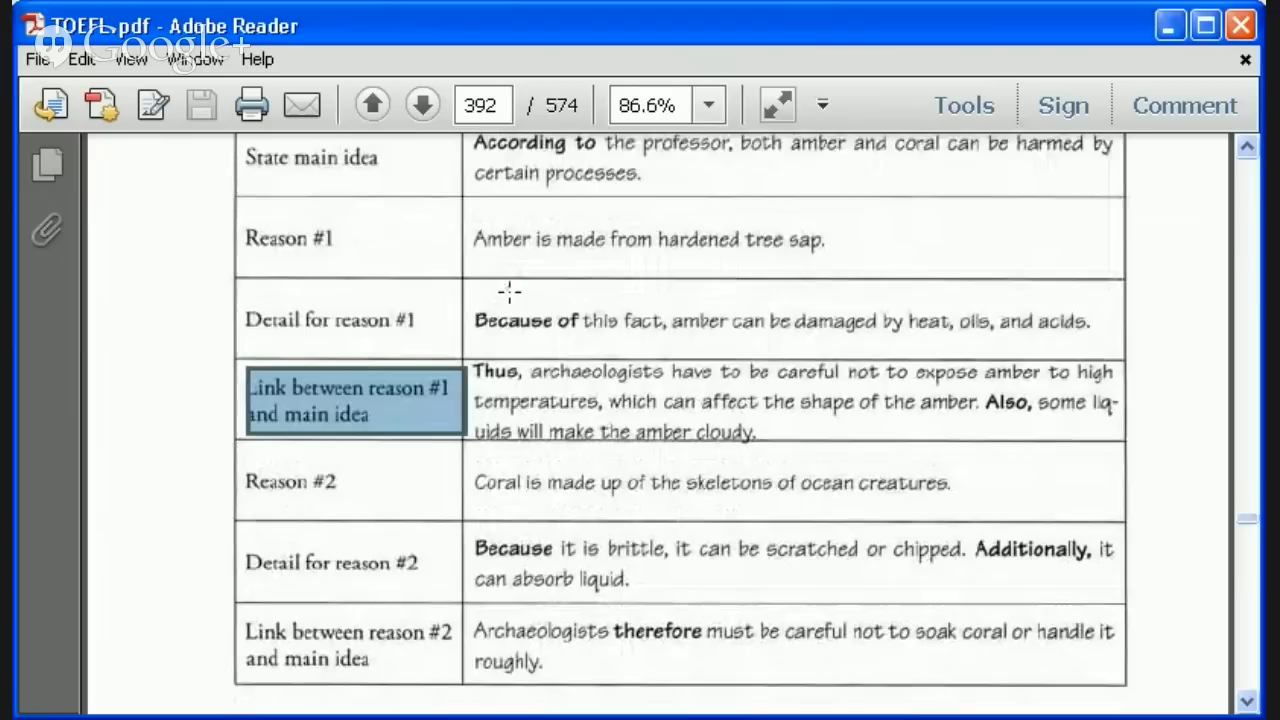 TOEFL.pdf - Adobe Reader
Google+
File Edit View Window Help
392 / 574 86.6% Tools Sign Comment
State main idea
According to the professor, both amber and coral can be harmed by
certain processes.
Reason #1
Amber is made from hardened tree sap.
Detail for reason #1
Because of this fact, amber can be damaged by heat, oils, and acids.
Link between reason #1
and main idea
Thus, archaeologists have to be careful not to expose amber to high
temperatures, which can affect the shape of the amber. Also, some liq-
uids will make the amber cloudy.
Reason #2
Coral is made up of the skeletons of ocean creatures.
Detail for reason #2
Because it is brittle, it can be scratched or chipped. Additionally, it
can absorb liquid.
Link between reason #2
and main idea
Archaeologists therefore must be careful not to soak coral or handle it
roughly.